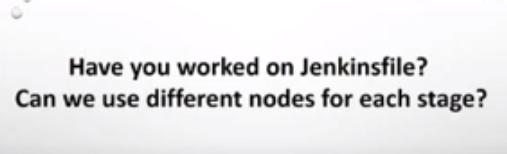 Have you worked on Jenkinsfile?
Can we use different nodes for each stage?